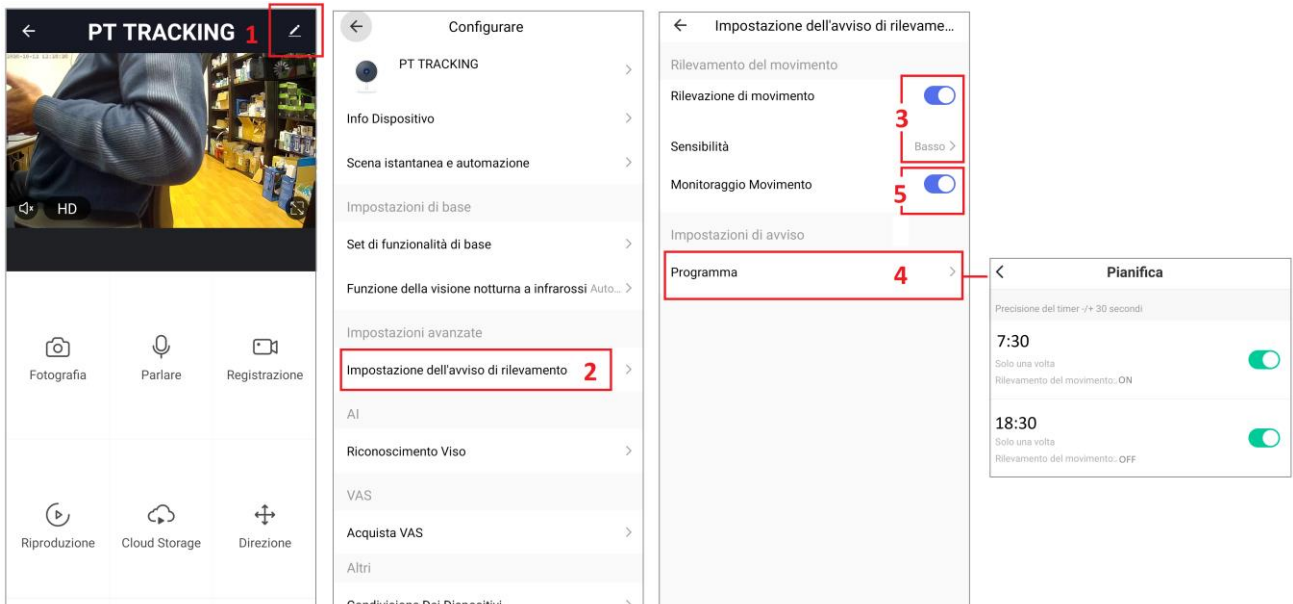 PT TRACKING
1
HD
Fotografia
Parlare
Registrazione
Riproduzione
Cloud Storage
Direzione
Configurare
PT TRACKING
Info Dispositivo
Scena istantanea e automazione
Impostazioni di base
Set di funzionalità di base
Funzione della visione notturna a infrarossi Auto...
Impostazioni avanzate
Impostazione dell'avviso di rilevamento
2
AI
Riconoscimento Viso
VAS
Acquista VAS
Altri
Condivisione Dei Dispositivi
Impostazione dell'avviso di rilevame...
Rilevamento del movimento
Rilevazione di movimento
3
Sensibilità
Basso
Monitoraggio Movimento
5
Impostazioni di avviso
Programma
4
Pianifica
Precisione del timer -/+ 30 secondi
7:30
Solo una volta
Rilevamento del movimento:. ON
18:30
Solo una volta
Rilevamento del movimento:. OFF